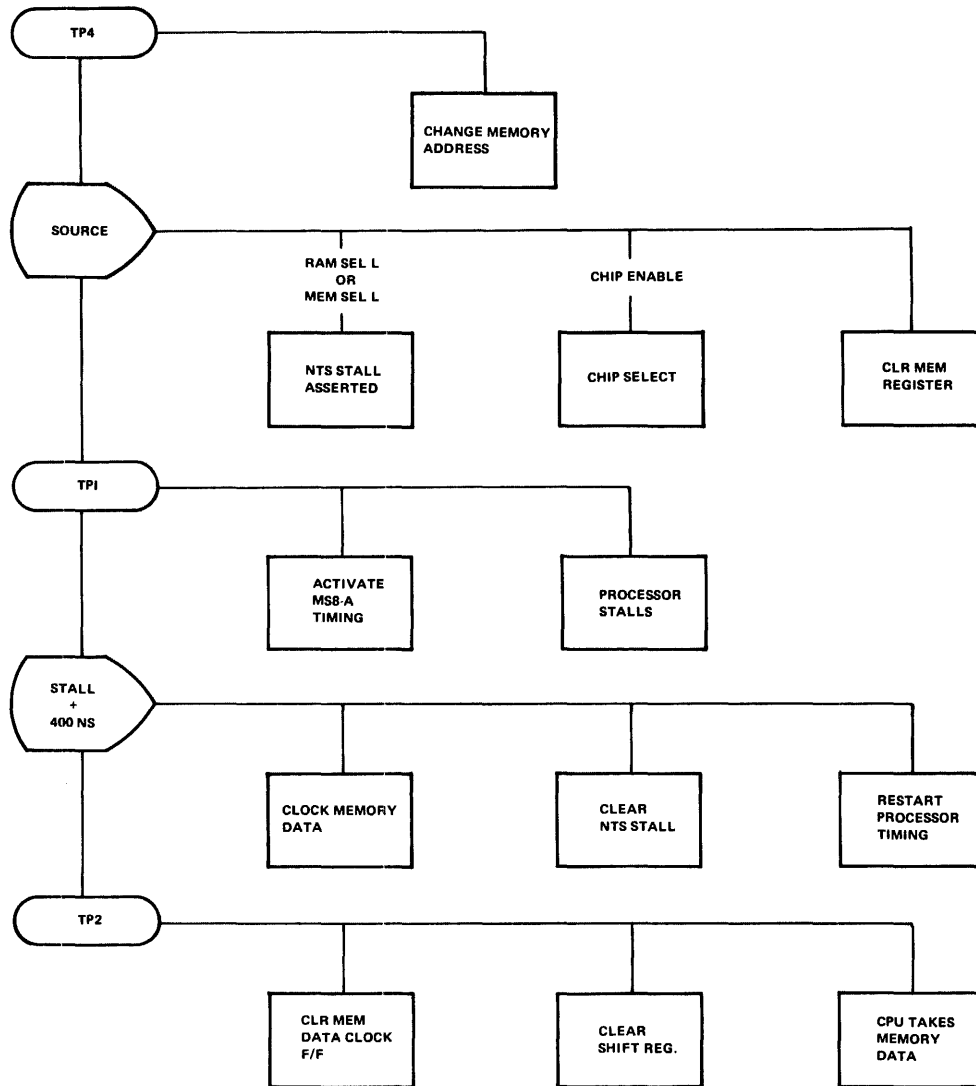 TP4
CHANGE MEMORY
ADDRESS
SOURCE
RAM SEL L
OR
MEM SEL L
CHIP ENABLE
NTS STALL
ASSERTED
CHIP SELECT
CLR MEM
REGISTER
TP1
ACTIVATE
MS8-A
TIMING
PROCESSOR
STALLS
STALL
+
400 NS
CLOCK MEMORY
DATA
CLEAR
NTS STALL
RESTART
PROCESSOR
TIMING
TP2
CLR MEM
DATA CLOCK
F/F
CLEAR
SHIFT REG.
CPU TAKES
MEMORY
DATA